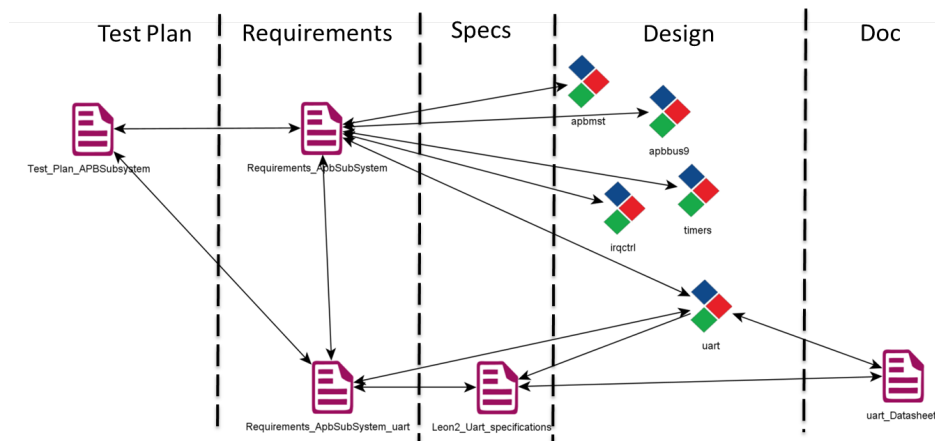 Test Plan
Requirements
Specs
Design
Doc
apbmst
apbbus9
Test_Plan_APBSubsystem
Requirements_ApbSubSystem
irqctrl
timers
uart
Requirements_ApbSubSystem_uart
Leon2_Uart_specifications
uart_Datasheet